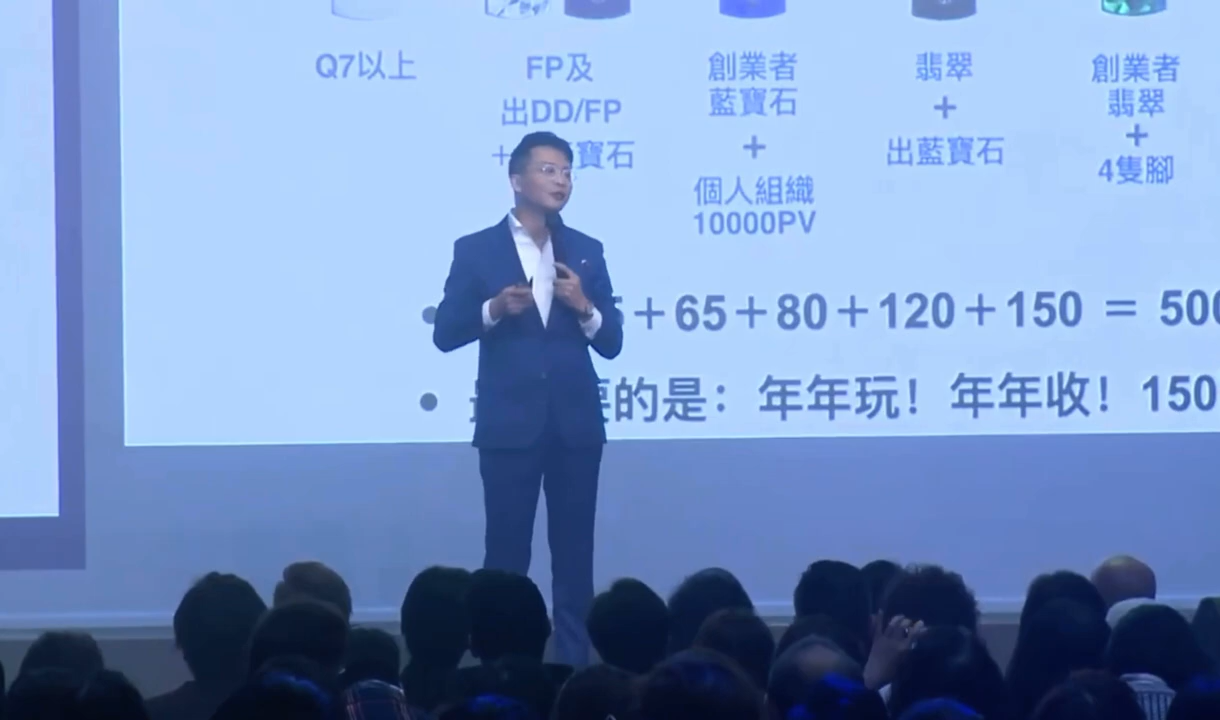 Q7以上
FP及
出DD/FP
+
寶石
創業者
藍寶石
+
個人組織
10000PV
翡翠
+
出藍寶石
創業者
翡翠
+
4隻腳
+65+80+120+150 = 500
的是：年年玩！年年收！150